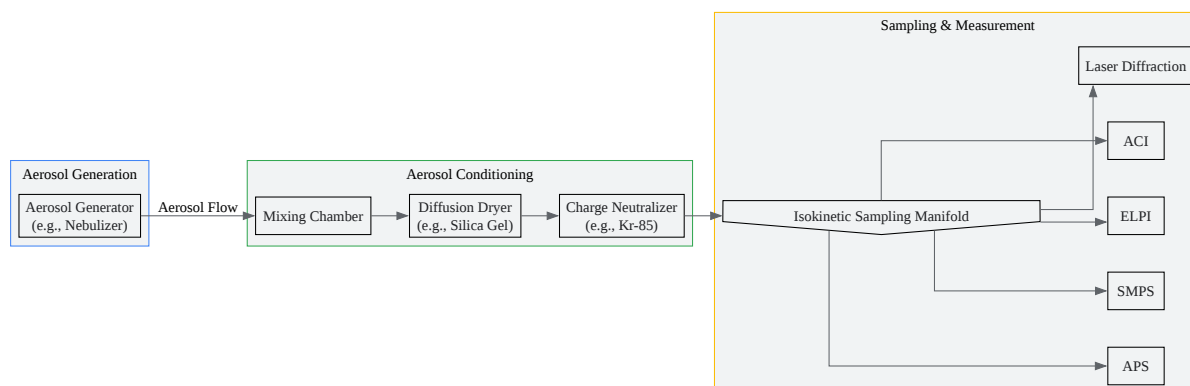 Sampling & Measurement
Laser Diffraction
ACI
Aerosol Generation
Aerosol Conditioning
Aerosol Generator
(e.g., Nebulizer)
Aerosol Flow
Mixing Chamber
Diffusion Dryer
(e.g., Silica Gel)
Charge Neutralizer
(e.g., Kr-85)
Isokinetic Sampling Manifold
ELPI
SMPS
APS